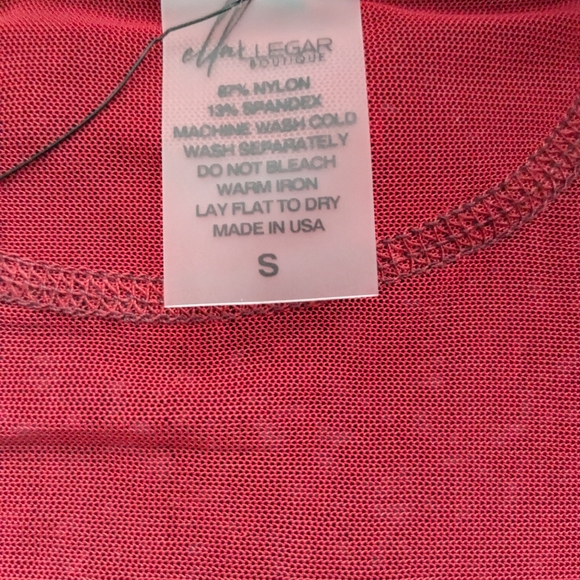 LEGAR
BOUTIQUE
87% NYLON
13% SPANDEX
MACHINE WASH COLD
WASH SEPARATELY
DO NOT BLEACH
WARM IRON
LAY FLAT TO DRY
MADE IN USA
S